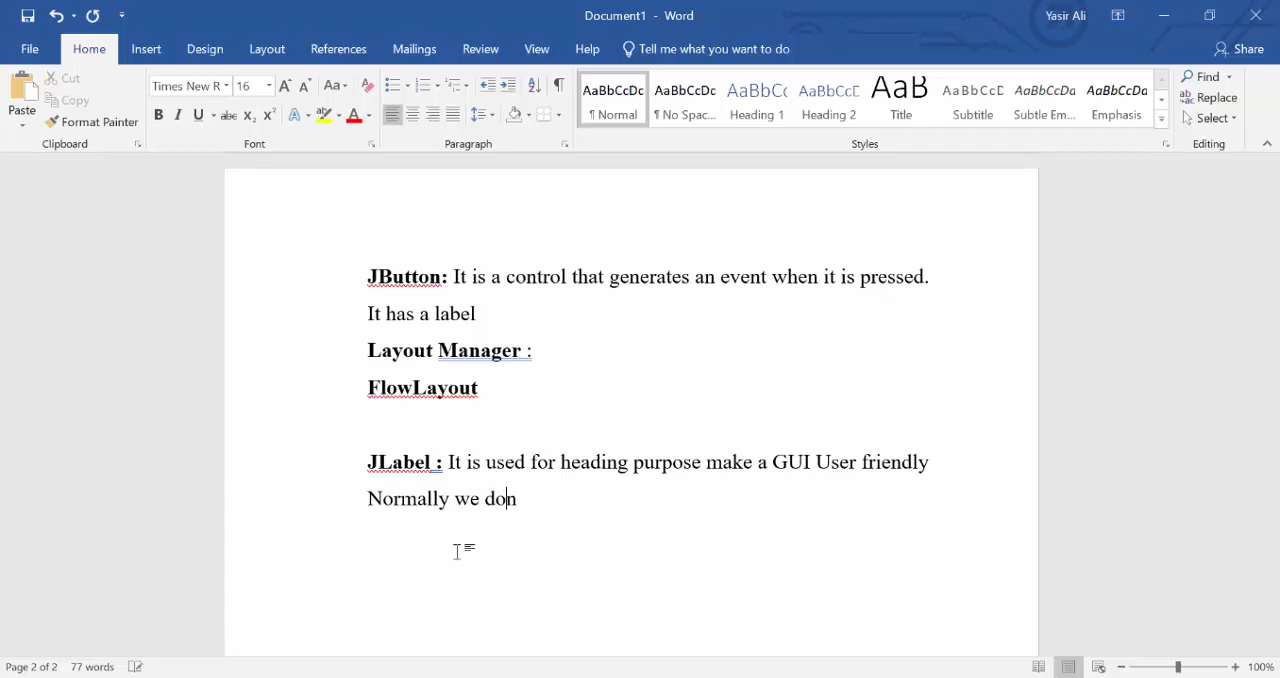 Document1 - Word
Yasir Ali
File Home Insert Design Layout References Mailings Review View Help Tell me what you want to do Share
Paste
Cut
Copy
Format Painter
Clipboard
Times New R 16
Font
Paragraph
AaBbCcDc AaBbCcDc AaBbCc AaBbCcD AaB AaBbCcD AaBbCcDa AaBbCcDa
¶ Normal ¶ No Spac... Heading 1 Heading 2 Title Subtitle Subtle Em... Emphasis
Styles
Find
Replace
Select
Editing
JButton: It is a control that generates an event when it is pressed.
It has a label
Layout Manager :
FlowLayout
JLabel : It is used for heading purpose make a GUI User friendly
Normally we don
Page 2 of 2 77 words 100%